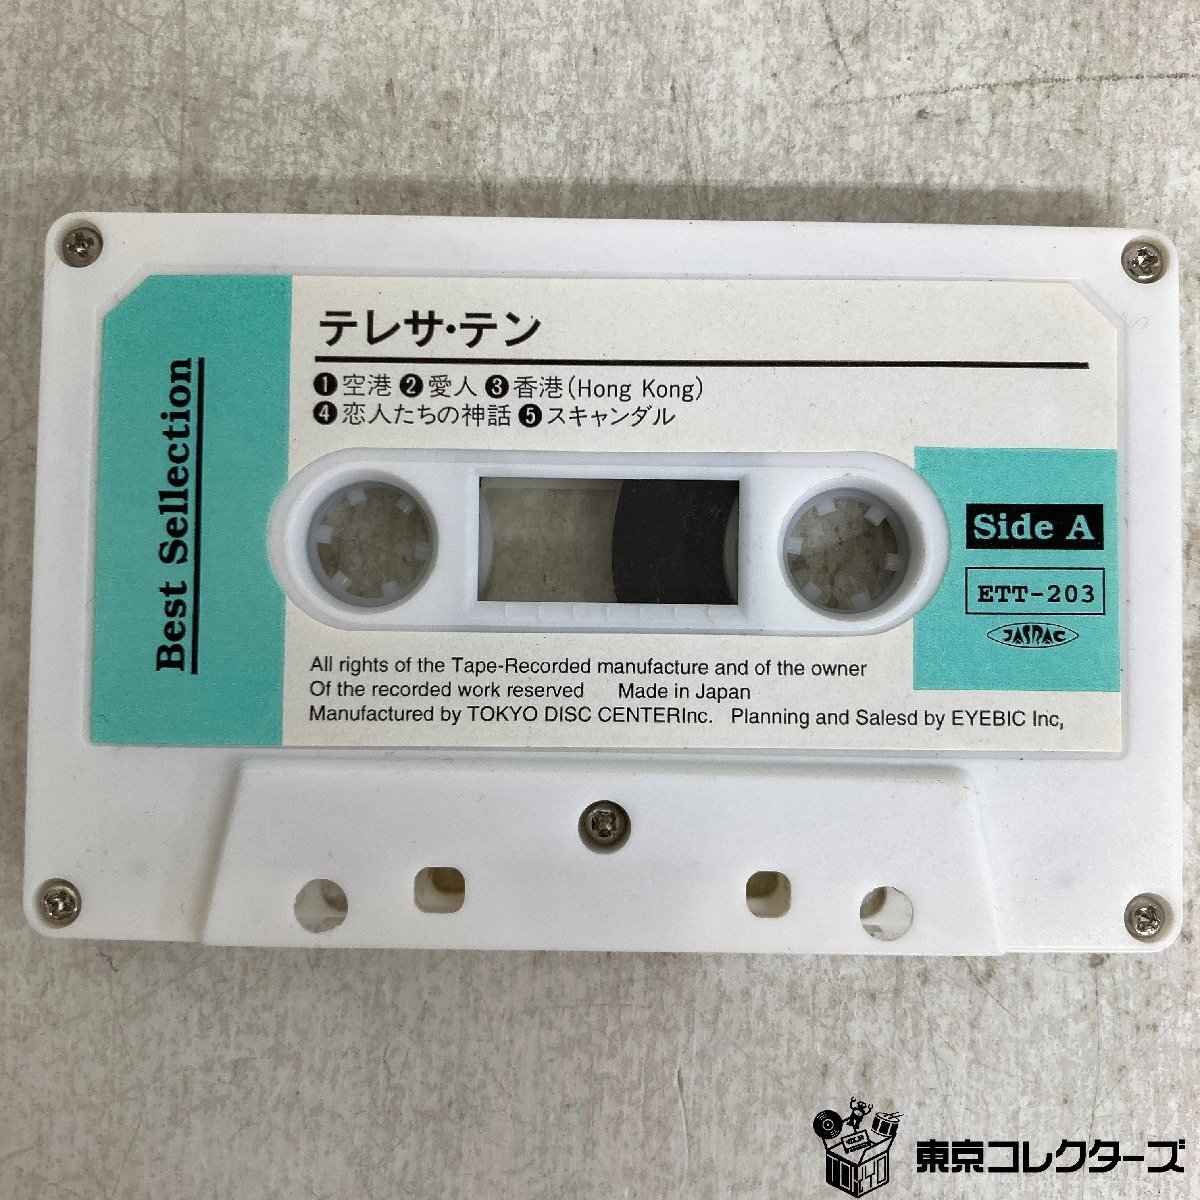 テレサ・テン
❶空港❷愛人❸香港(Hong Kong)
❹恋人たちの神話❺スキャンダル
Best Sellection
Side A
ETT-203
JASRAC
All rights of the Tape-Recorded manufacture and of the owner
Of the recorded work reserved Made in Japan
Manufactured by TOKYO DISC CENTERInc. Planning and Salesd by EYEBIC Inc,
東京コレクターズ